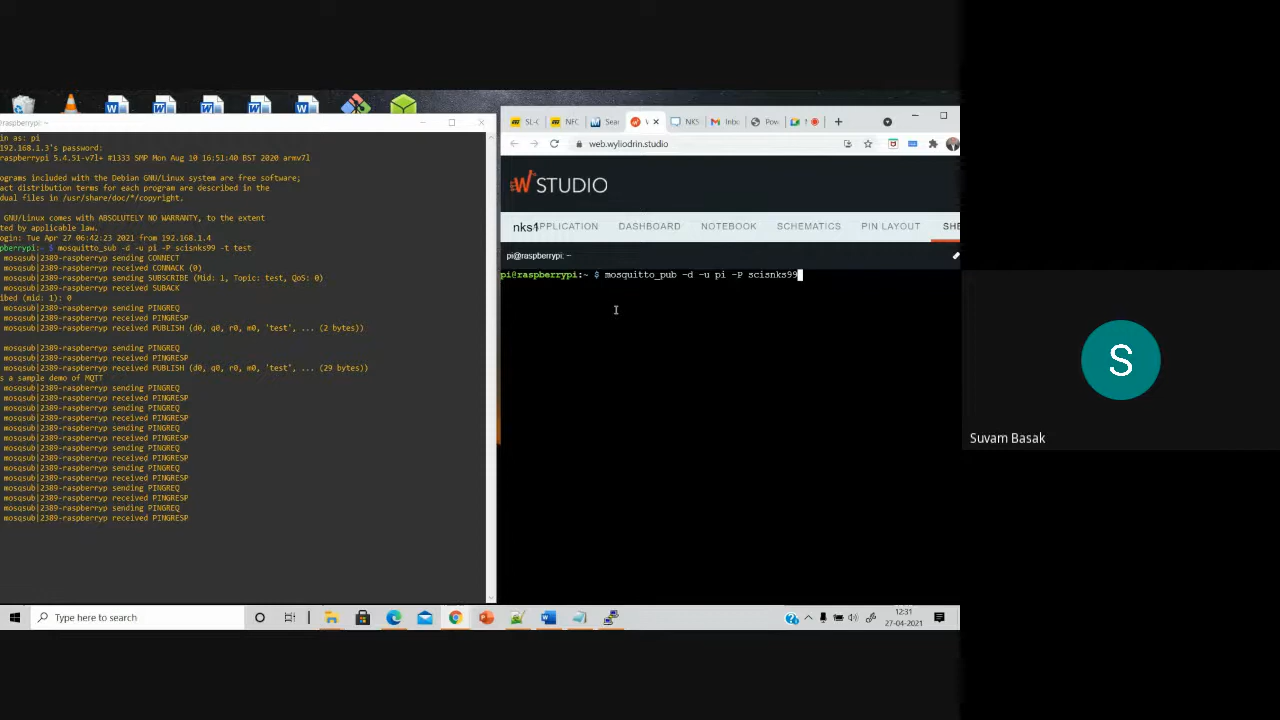 raspberrypi: ~
in as: pi
192.168.1.3's password:
raspberrypi 5.4.51-v7l+ #1333 SMP Mon Aug 10 16:51:40 BST 2020 armv7l
ograms included with the Debian GNU/Linux system are free software;
act distribution terms for each program are described in the
dual files in /usr/share/doc/*/copyright.
GNU/Linux comes with ABSOLUTELY NO WARRANTY, to the extent
ted by applicable law.
ogin: Tue Apr 27 06:42:23 2021 from 192.168.1.4
pberrypi:~ $ mosquitto_sub -d -u pi -P scisnks99 -t test
mosqsub|2389-raspberryp sending CONNECT
mosqsub|2389-raspberryp received CONNACK (0)
mosqsub|2389-raspberryp sending SUBSCRIBE (Mid: 1, Topic: test, QoS: 0)
mosqsub|2389-raspberryp received SUBACK
ibed (mid: 1): 0
mosqsub|2389-raspberryp sending PINGREQ
mosqsub|2389-raspberryp received PINGRESP
mosqsub|2389-raspberryp received PUBLISH (d0, q0, r0, m0, 'test', ... (2 bytes))
mosqsub|2389-raspberryp sending PINGREQ
mosqsub|2389-raspberryp received PINGRESP
mosqsub|2389-raspberryp received PUBLISH (d0, q0, r0, m0, 'test', ... (29 bytes))
s a sample demo of MQTT
mosqsub|2389-raspberryp sending PINGREQ
mosqsub|2389-raspberryp received PINGRESP
mosqsub|2389-raspberryp sending PINGREQ
mosqsub|2389-raspberryp received PINGRESP
mosqsub|2389-raspberryp sending PINGREQ
mosqsub|2389-raspberryp received PINGRESP
mosqsub|2389-raspberryp sending PINGREQ
mosqsub|2389-raspberryp received PINGRESP
mosqsub|2389-raspberryp sending PINGREQ
mosqsub|2389-raspberryp received PINGRESP
mosqsub|2389-raspberryp sending PINGREQ
mosqsub|2389-raspberryp received PINGRESP
mosqsub|2389-raspberryp sending PINGREQ
mosqsub|2389-raspberryp received PINGRESP
SL-C NFC Sea NKS Inbo Pow
web.wyliodrin.studio
STUDIO
nks1 APPLICATION DASHBOARD NOTEBOOK SCHEMATICS PIN LAYOUT SHE
pi@raspberrypi: ~
pi@raspberrypi:~ $ mosquitto_pub -d -u pi -P scisnks99
S
Suvam Basak
Type here to search
12:31
27-04-2021